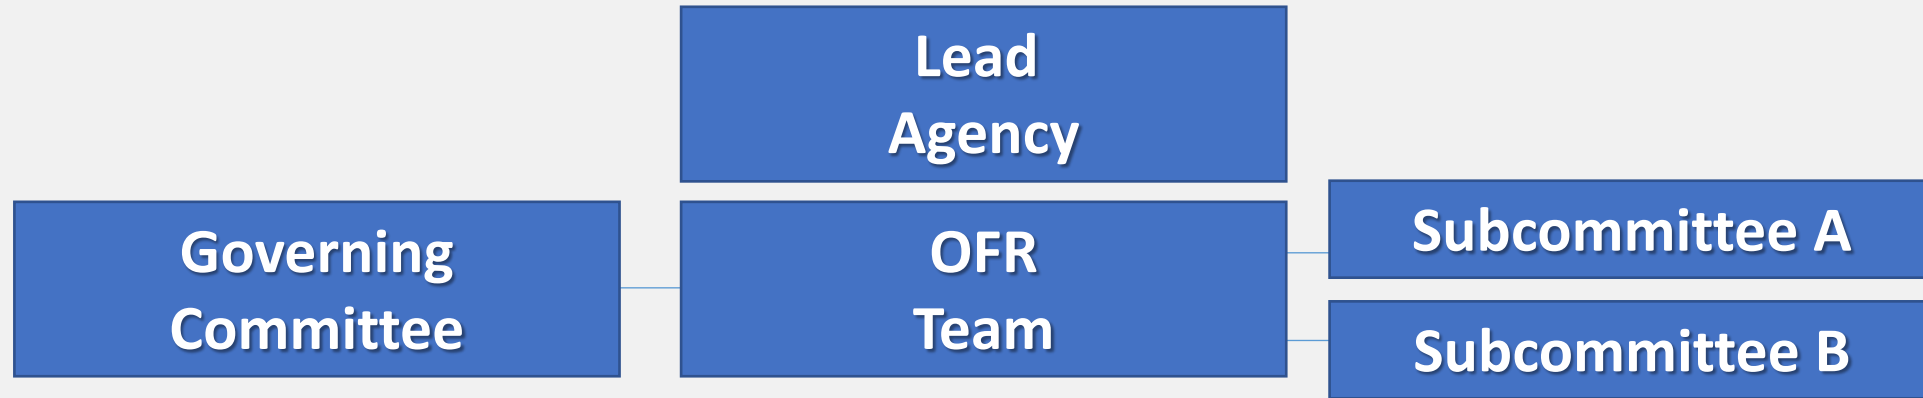 Lead
Agency
Governing
Committee
OFR
Team
Subcommittee A
Subcommittee B